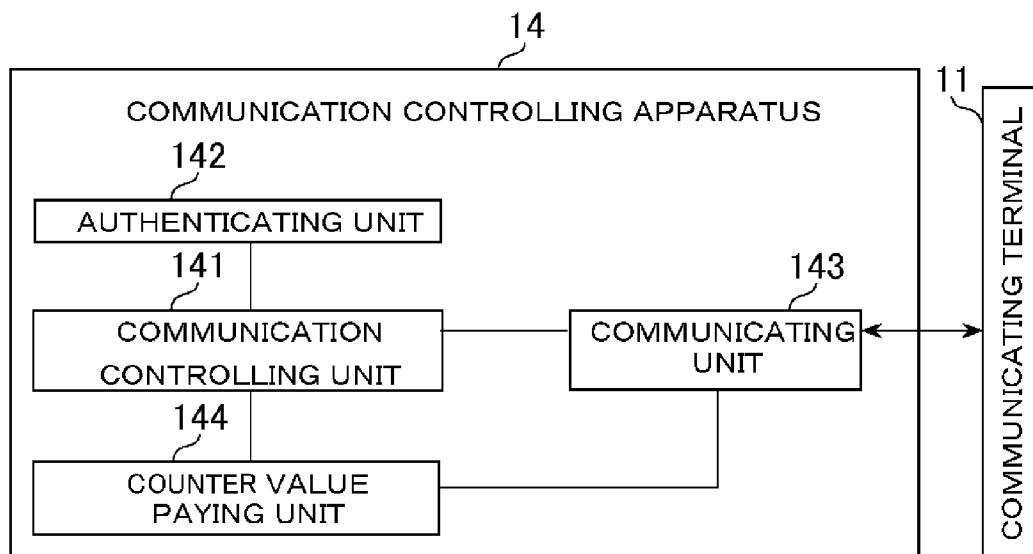 14
COMMUNICATION CONTROLLING APPARATUS
11
142
AUTHENTICATING UNIT
141
COMMUNICATION
CONTROLLING UNIT
143
COMMUNICATING
UNIT
144
COUNTER VALUE
PAYING UNIT
COMMUNICATING TERMINAL